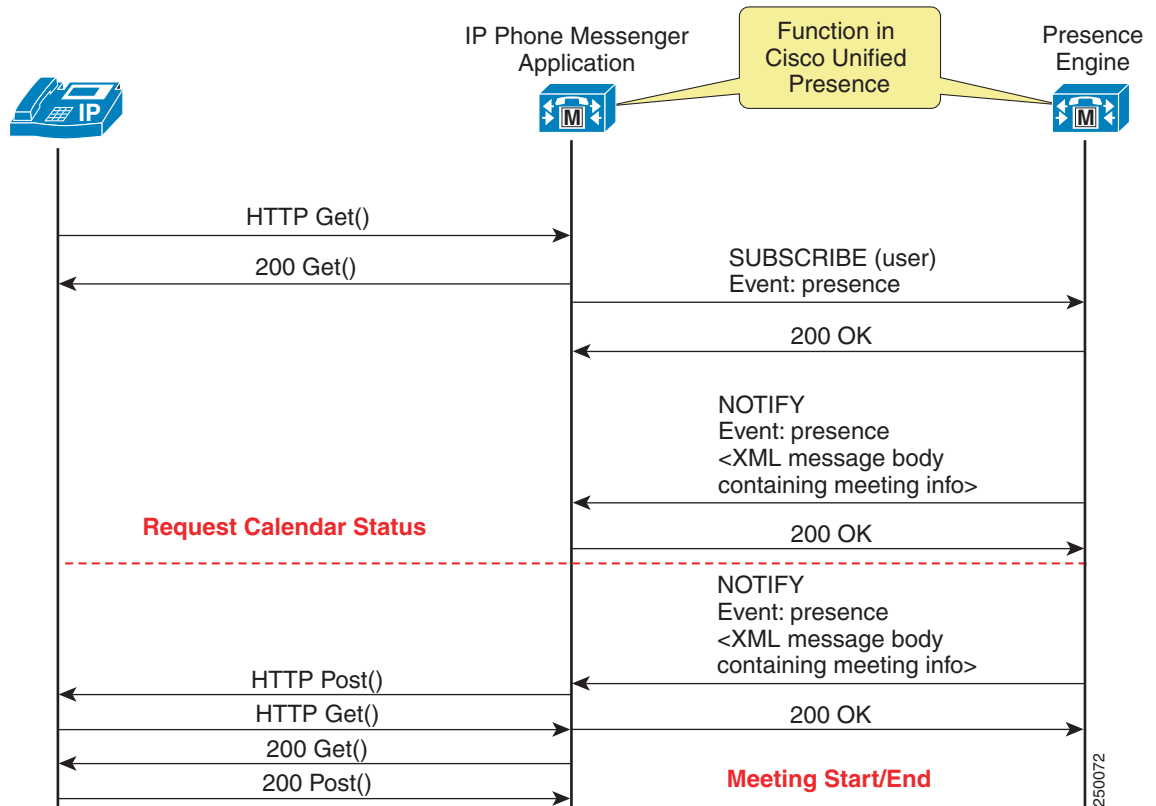 IP Phone Messenger
Application
Function in
Cisco Unified
Presence
Presence
Engine
IP
M
M
HTTP Get()
200 Get()
SUBSCRIBE (user)
Event: presence
200 OK
NOTIFY
Event: presence
<XML message body
containing meeting info>
Request Calendar Status
200 OK
NOTIFY
Event: presence
<XML message body
containing meeting info>
HTTP Post()
HTTP Get()
200 OK
200 Get()
200 Post()
Meeting Start/End
250072